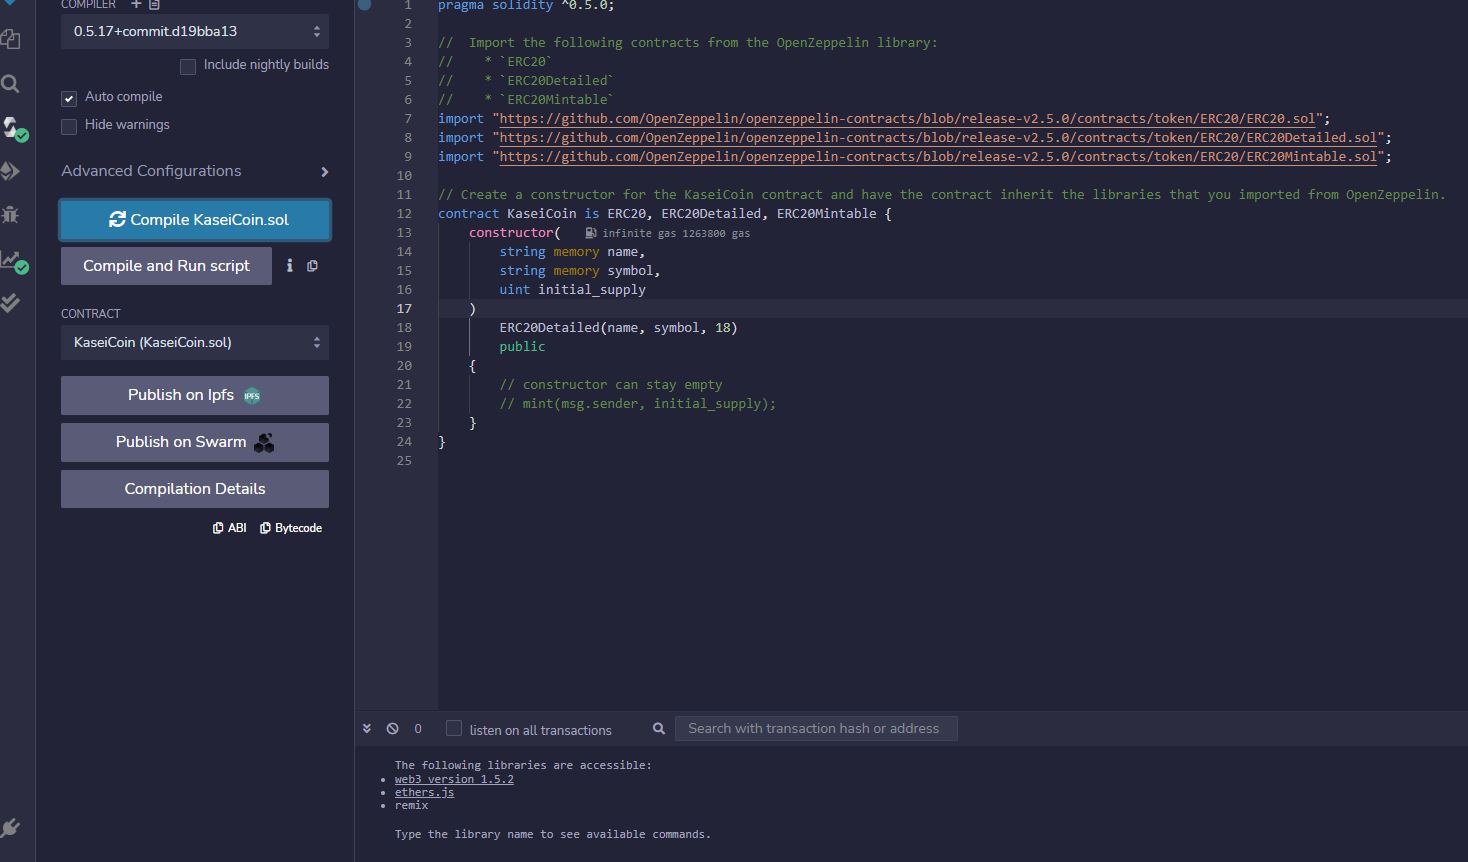 COMPILER
0.5.17+commit.d19bba13
Include nightly builds
Auto compile
Hide warnings
Advanced Configurations
Compile KaseiCoin.sol
Compile and Run script
CONTRACT
KaseiCoin (KaseiCoin.sol)
Publish on Ipfs IPFS
Publish on Swarm
Compilation Details
ABI Bytecode
1 pragma solidity ^0.5.0;
2
3 //  Import the following contracts from the OpenZeppelin library:
4 //    * `ERC20`
5 //    * `ERC20Detailed`
6 //    * `ERC20Mintable`
7 import "https://github.com/OpenZeppelin/openzeppelin-contracts/blob/release-v2.5.0/contracts/token/ERC20/ERC20.sol";
8 import "https://github.com/OpenZeppelin/openzeppelin-contracts/blob/release-v2.5.0/contracts/token/ERC20/ERC20Detailed.sol";
9 import "https://github.com/OpenZeppelin/openzeppelin-contracts/blob/release-v2.5.0/contracts/token/ERC20/ERC20Mintable.sol";
10
11 // Create a constructor for the KaseiCoin contract and have the contract inherit the libraries that you imported from OpenZeppelin.
12 contract KaseiCoin is ERC20, ERC20Detailed, ERC20Mintable {
13     constructor(   infinite gas 1263800 gas
14         string memory name,
15         string memory symbol,
16         uint initial_supply
17     )
18         ERC20Detailed(name, symbol, 18)
19         public
20     {
21         // constructor can stay empty
22         // mint(msg.sender, initial_supply);
23     }
24 }
25
0 listen on all transactions Search with transaction hash or address
The following libraries are accessible:
• web3 version 1.5.2
• ethers.js
• remix
Type the library name to see available commands.